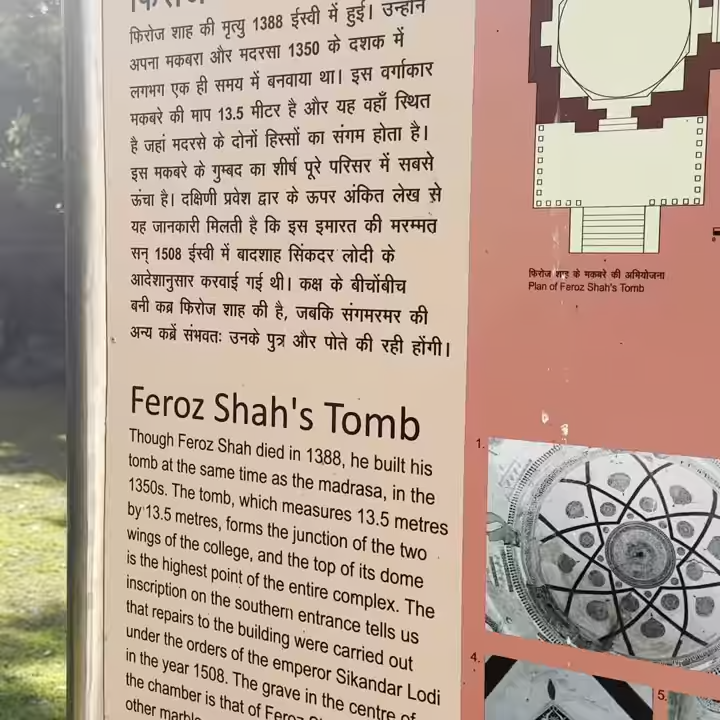 फिरोज शाह की मृत्यु 1388 ईस्वी में हुई। उन्होंने
अपना मकबरा और मदरसा 1350 के दशक में
लगभग एक ही समय में बनवाया था। इस वर्गाकार
मकबरे की माप 13.5 मीटर है और यह वहाँ स्थित
है जहां मदरसे के दोनों हिस्सों का संगम होता है।
इस मकबरे के गुम्बद का शीर्ष पूरे परिसर में सबसे
ऊंचा है। दक्षिणी प्रवेश द्वार के ऊपर अंकित लेख से
यह जानकारी मिलती है कि इस इमारत की मरम्मत
सन् 1508 ईस्वी में बादशाह सिंकदर लोदी के
आदेशानुसार करवाई गई थी। कक्ष के बीचोंबीच
बनी कब्र फिरोज शाह की है, जबकि संगमरमर की
अन्य कब्रें संभवतः उनके पुत्र और पोते की रही होंगी।
Feroz Shah's Tomb
Though Feroz Shah died in 1388, he built his
tomb at the same time as the madrasa, in the
1350s. The tomb, which measures 13.5 metres
by 13.5 metres, forms the junction of the two
wings of the college, and the top of its dome
is the highest point of the entire complex. The
inscription on the southern entrance tells us
that repairs to the building were carried out
under the orders of the emperor Sikandar Lodi
in the year 1508. The grave in the centre of
the chamber is that of Feroz
other
फिरोज शाह के मकबरे की अभियोजना
Plan of Feroz Shah's Tomb
1.
4.
5.